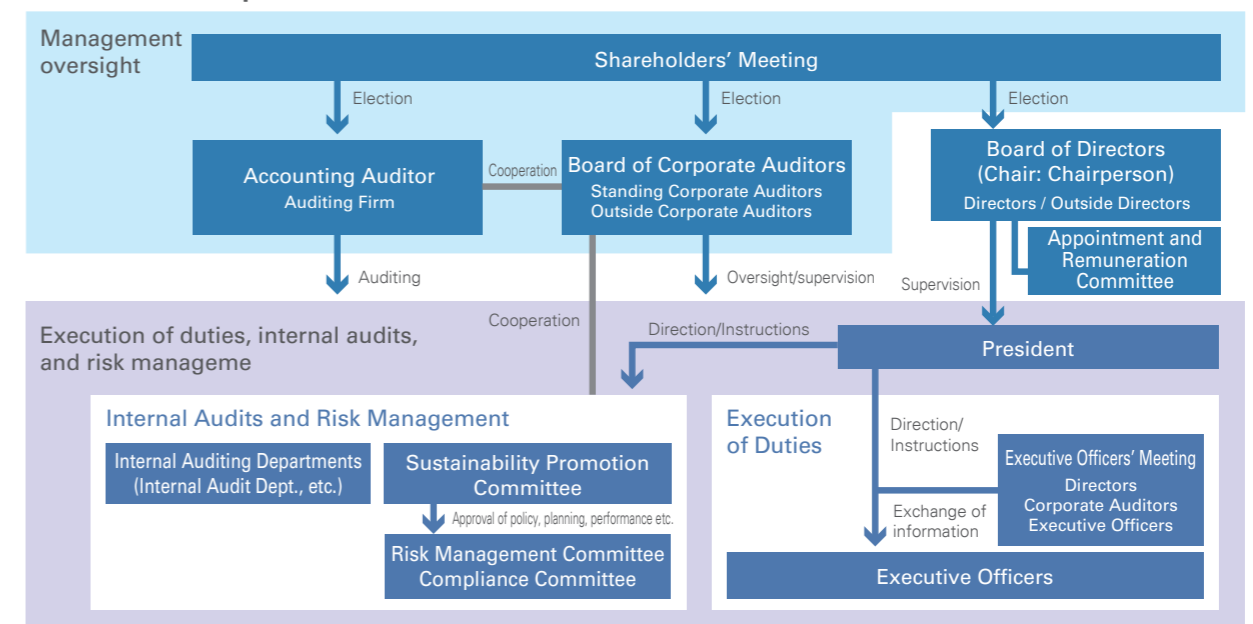 Management
oversight
Shareholders' Meeting
Election
Election
Election
Accounting Auditor
Auditing Firm
Cooperation
Board of Corporate Auditors
Standing Corporate Auditors
Outside Corporate Auditors
Board of Directors
(Chair: Chairperson)
Directors / Outside Directors
Appointment and
Remuneration
Committee
Auditing
Oversight/supervision
Supervision
Execution of duties, internal audits,
and risk manageme
Cooperation
Direction/Instructions
President
Internal Audits and Risk Management
Internal Auditing Departments
(Internal Audit Dept., etc.)
Sustainability Promotion
Committee
Approval of policy, planning, performance etc.
Risk Management Committee
Compliance Committee
Execution
of Duties
Direction/
Instructions
Executive Officers' Meeting
Directors
Corporate Auditors
Executive Officers
Exchange of
information
Executive Officers